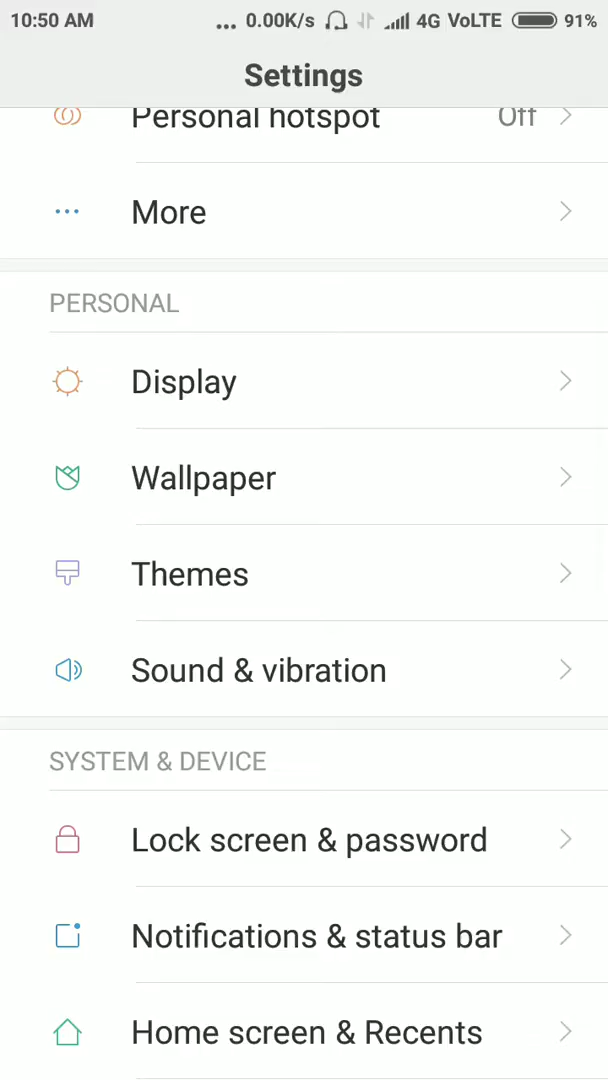 10:50 AM ... 0.00K/s 4G VoLTE 91%
Settings
Personal hotspot Off
More
PERSONAL
Display
Wallpaper
Themes
Sound & vibration
SYSTEM & DEVICE
Lock screen & password
Notifications & status bar
Home screen & Recents